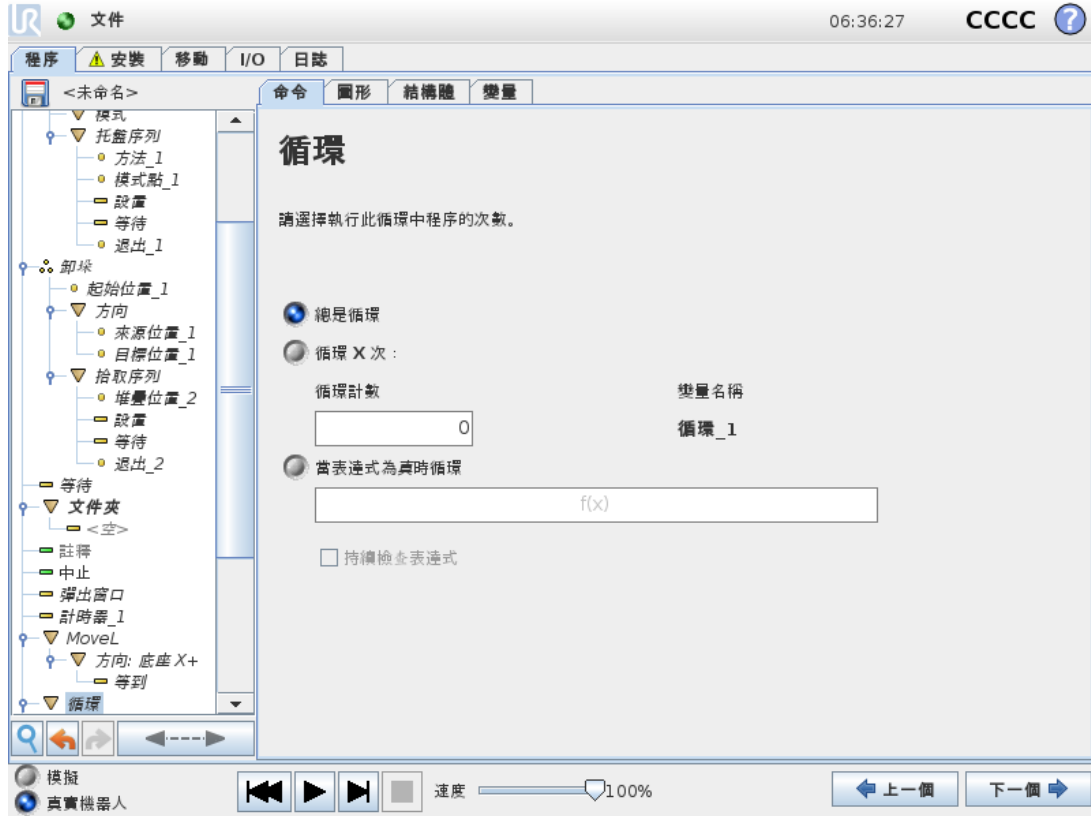 UR 文件 06:36:27 CCCC ?
程序 安裝 移動 I/O 日誌
<未命名> 命令 圖形 結構體 變量
模式
托盤序列
方法_1
模式點_1
設置
等待
退出_1
卸垛
起始位置_1
方向
來源位置_1
目標位置_1
拾取序列
堆疊位置_2
設置
等待
退出_2
等待
文件夾
<空>
註釋
中止
彈出窗口
計時器_1
MoveL
方向: 底座 X+
等到
循環
循環
請選擇執行此循環中程序的次數。
總是循環
循環 X 次：
循環計數 變量名稱
0 循環_1
當表達式為真時循環
f(x)
持續檢查表達式
模擬
真實機器人
速度 100%
上一個 下一個